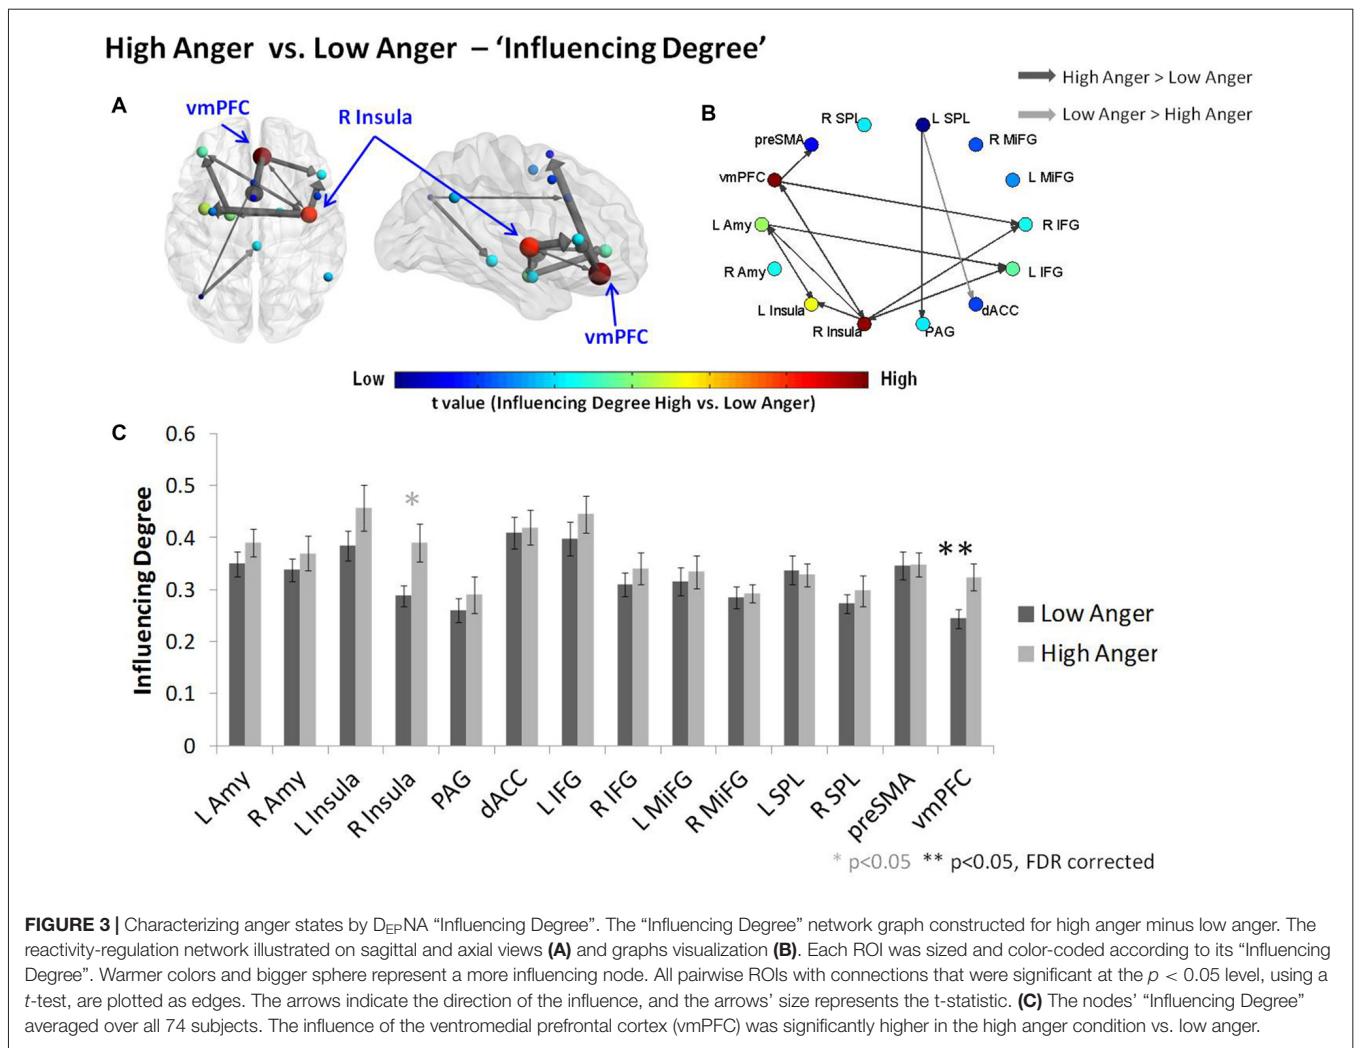 High Anger vs. Low Anger – ‘Influencing Degree’
High Anger > Low Anger
Low Anger > High Anger
A
vmPFC
R Insula
vmPFC
B
R SPL
L SPL
preSMA
R MiFG
vmPFC
L MiFG
L Amy
R IFG
R Amy
L IFG
L Insula
dACC
R Insula
PAG
Low
High
t value (Influencing Degree High vs. Low Anger)
C
Influencing Degree
0.6
0.5
0.4
0.3
0.2
0.1
0
*
**
Low Anger
High Anger
L Amy
R Amy
L Insula
R Insula
PAG
dACC
L IFG
R IFG
L MiFG
R MiFG
L SPL
R SPL
preSMA
vmPFC
* p<0.05 ** p<0.05, FDR corrected
FIGURE 3 | Characterizing anger states by DEPNA “Influencing Degree”. The “Influencing Degree” network graph constructed for high anger minus low anger. The
reactivity-regulation network illustrated on sagittal and axial views (A) and graphs visualization (B). Each ROI was sized and color-coded according to its “Influencing
Degree”. Warmer colors and bigger sphere represent a more influencing node. All pairwise ROIs with connections that were significant at the p < 0.05 level, using a
t-test, are plotted as edges. The arrows indicate the direction of the influence, and the arrows’ size represents the t-statistic. (C) The nodes’ “Influencing Degree”
averaged over all 74 subjects. The influence of the ventromedial prefrontal cortex (vmPFC) was significantly higher in the high anger condition vs. low anger.